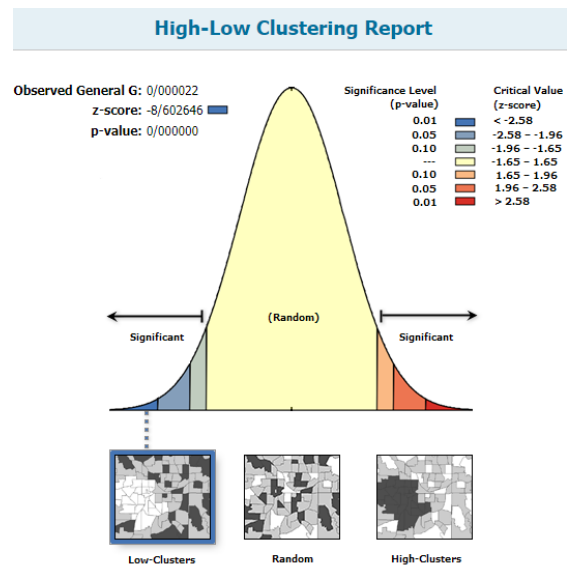 High-Low Clustering Report
Observed General G: 0/000022
z-score: -8/602646
p-value: 0/000000
Significance Level
(p-value)
Critical Value
(z-score)
0.01 < -2.58
0.05 -2.58 – -1.96
0.10 -1.96 - -1.65
--- -1.65 – 1.65
0.10 1.65 – 1.96
0.05 1.96 – 2.58
0.01 > 2.58
(Random)
Significant
Significant
Low-Clusters
Random
High-Clusters